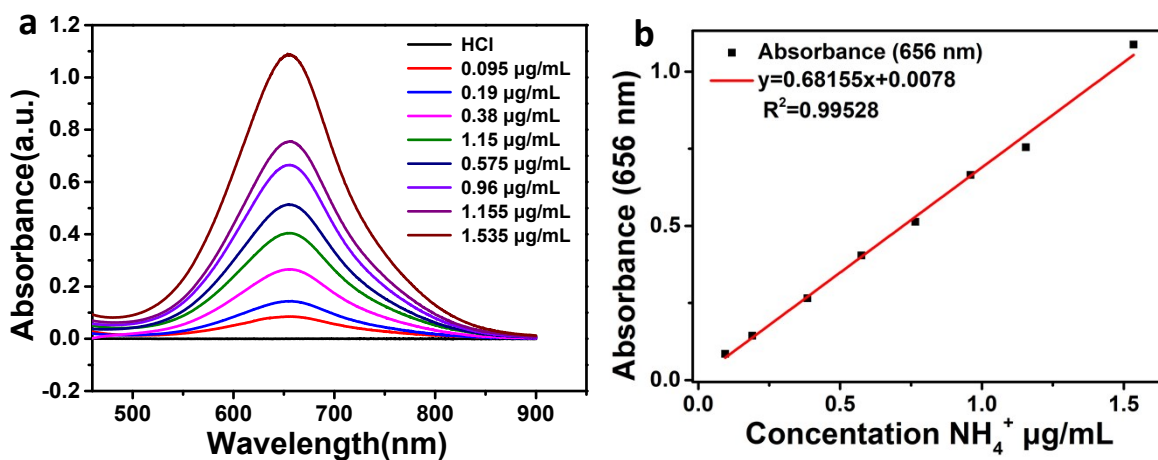 a
1.2
1.0
0.8
0.6
0.4
0.2
0.0
-0.2
Absorbance(a.u.)
HCl
0.095 µg/mL
0.19 µg/mL
0.38 µg/mL
1.15 µg/mL
0.575 µg/mL
0.96 µg/mL
1.155 µg/mL
1.535 µg/mL
500 600 700 800 900
Wavelength(nm)
b
Absorbance (656 nm)
y=0.68155x+0.0078
R²=0.99528
1.0
0.5
0.0
Absorbance (656 nm)
0.0 0.5 1.0 1.5
Concentation NH₄⁺ µg/mL